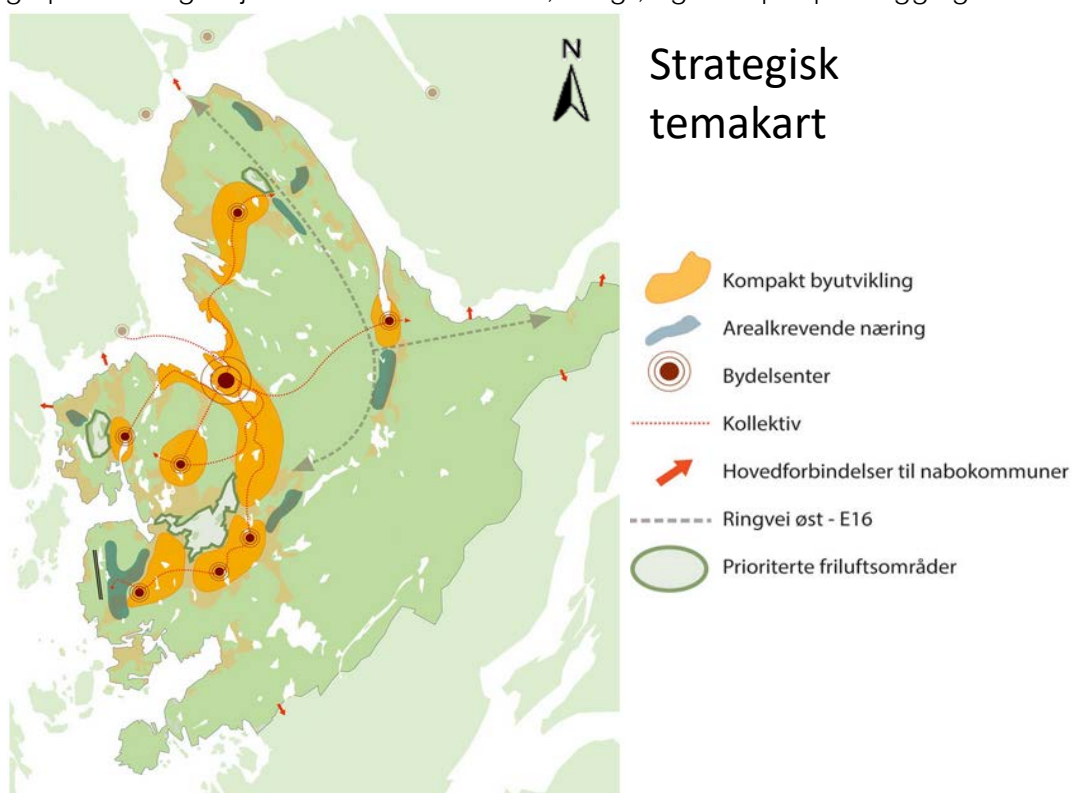 N
Strategisk
temakart
Kompakt byutvikling
Arealkrevende næring
Bydelsenter
Kollektiv
Hovedforbindelser til nabokommuner
Ringvei øst - E16
Prioriterte friluftsområder